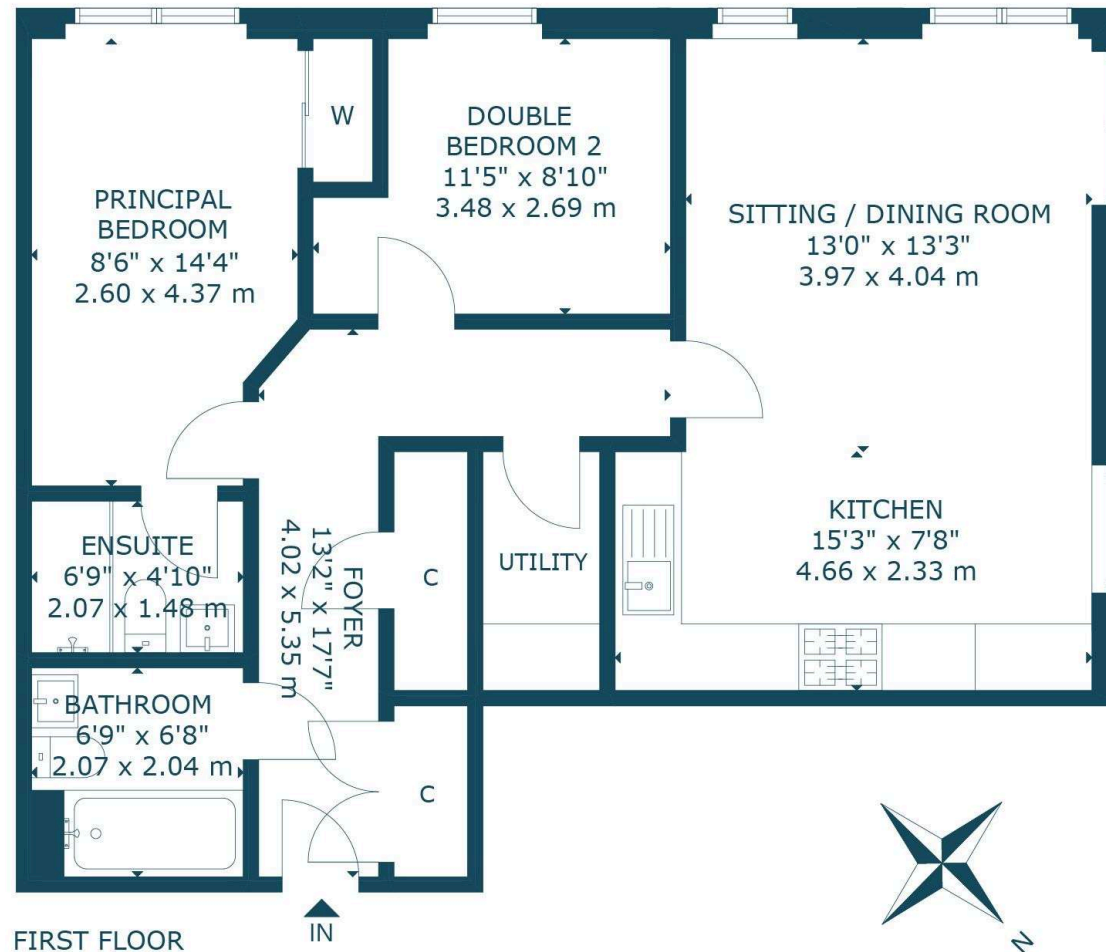 W
DOUBLE
BEDROOM 2
11'5" x 8'10"
3.48 x 2.69 m
PRINCIPAL
BEDROOM
8'6" x 14'4"
2.60 x 4.37 m
SITTING / DINING ROOM
13'0" x 13'3"
3.97 x 4.04 m
KITCHEN
15'3" x 7'8"
4.66 x 2.33 m
ENSUITE
6'9" x 4'10"
2.07 x 1.48 m
FOYER
13'2" x 17'7"
4.02 x 5.35 m
C
UTILITY
BATHROOM
6'9" x 6'8"
2.07 x 2.04 m
C
IN
N
FIRST FLOOR